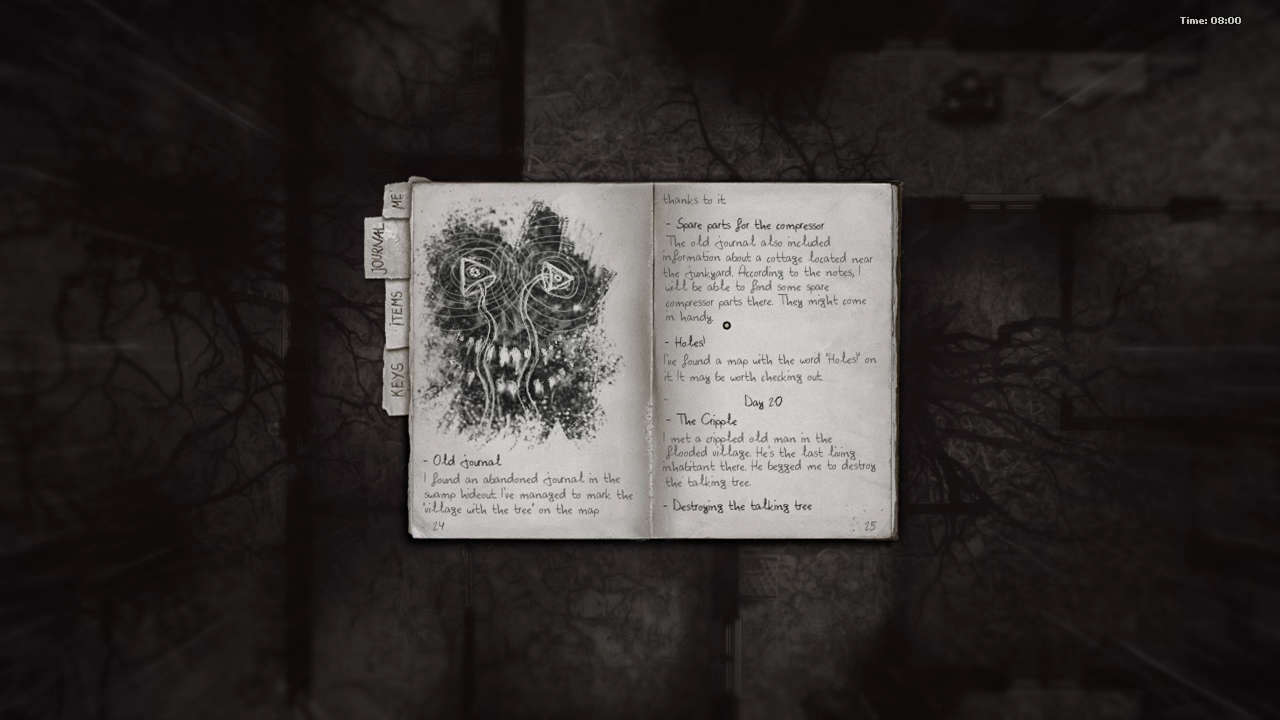 Time: 08:00
ME
JOURNAL
ITEMS
KEYS
- Old journal
I found an abandoned journal in the
swamp hideout I've managed to mark the
'village with the tree' on the map
24
thanks to it
- Spare parts for the compressor
The old journal also included
information about a cottage located near
the junkyard. According to the notes, I
will be able to find some spare
compressor parts there. They might come
in handy.
- Holes!
I've found a map with the word "Holes!" on
it. It may be worth checking out.
-
Day 20
- The Cripple
I met a crippled old man in the
flooded village. He's the last living
inhabitant there. He begged me to destroy
the talking tree.
- Destroying the talking tree
25